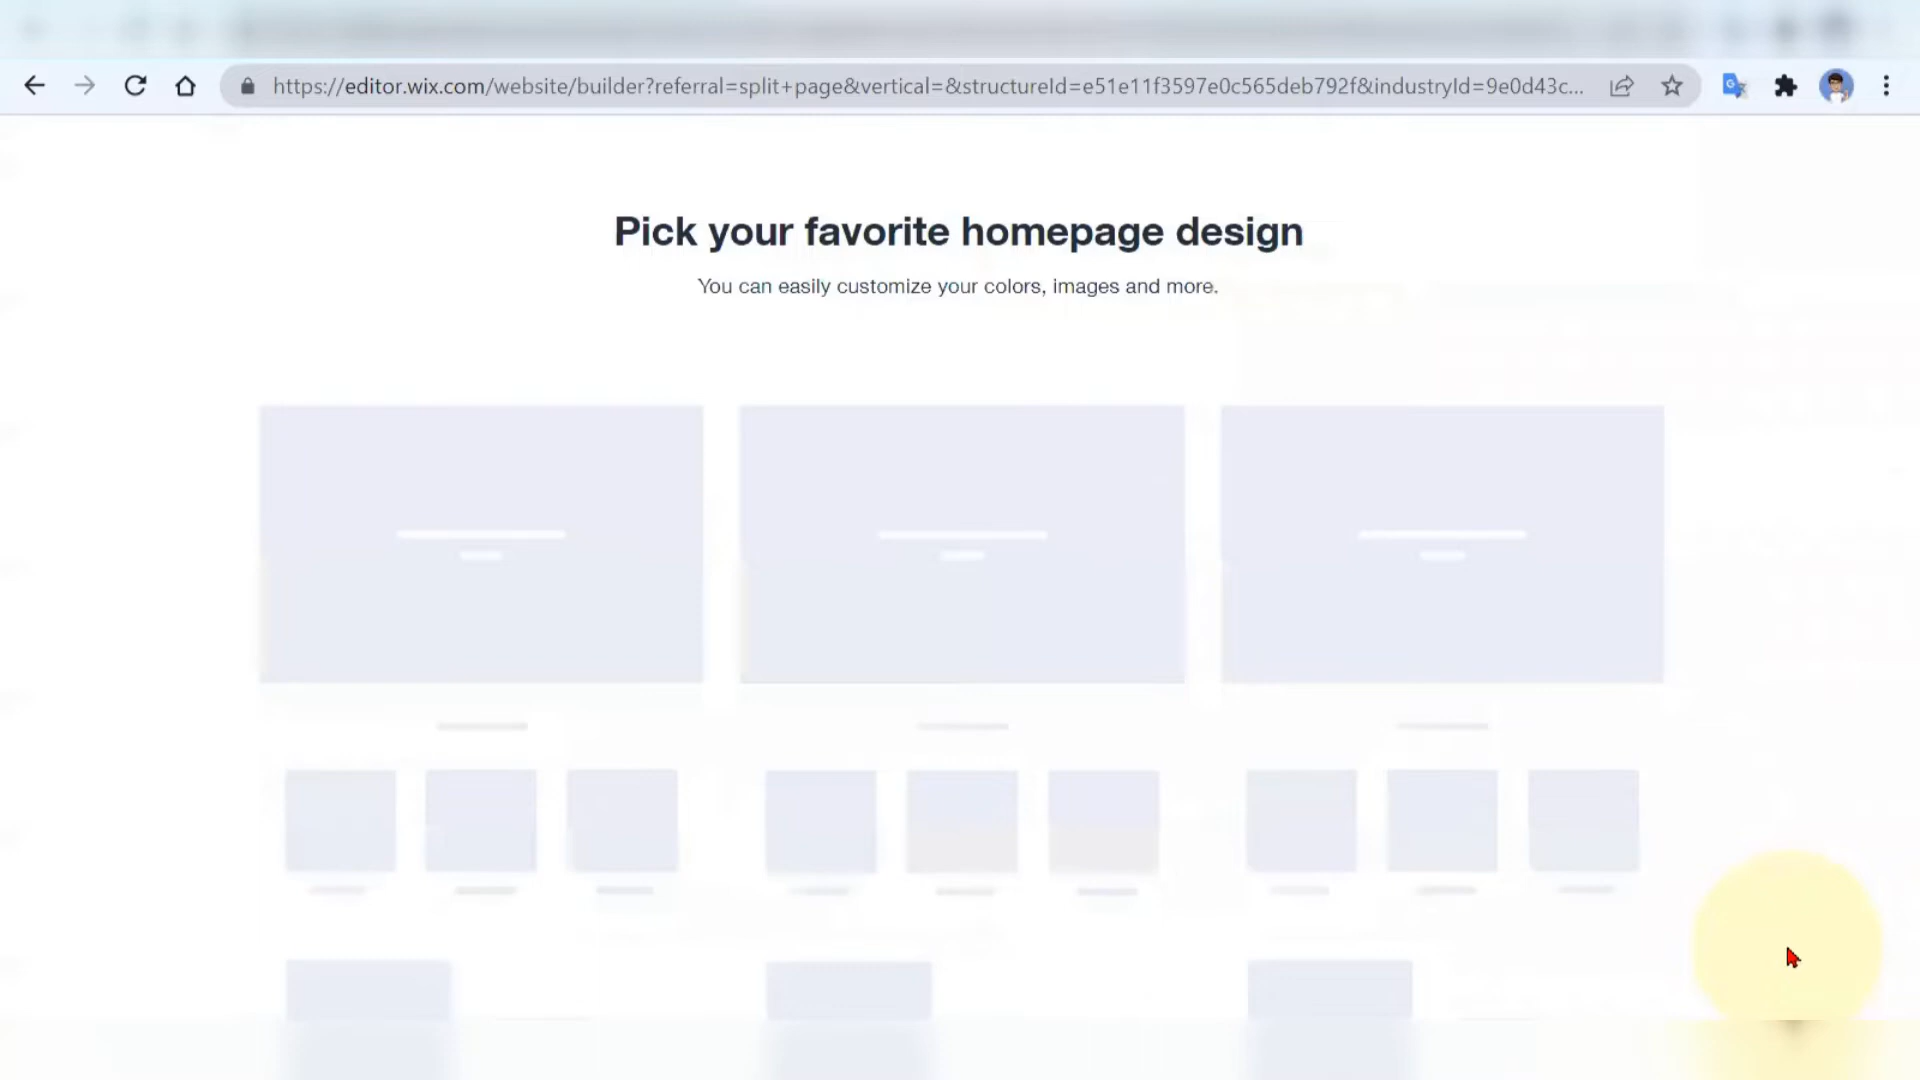 https://editor.wix.com/website/builder?referral=split+page&vertical=&structureId=e51e11f3597e0c565deb792f&industryId=9e0d43c...
Pick your favorite homepage design
You can easily customize your colors, images and more.